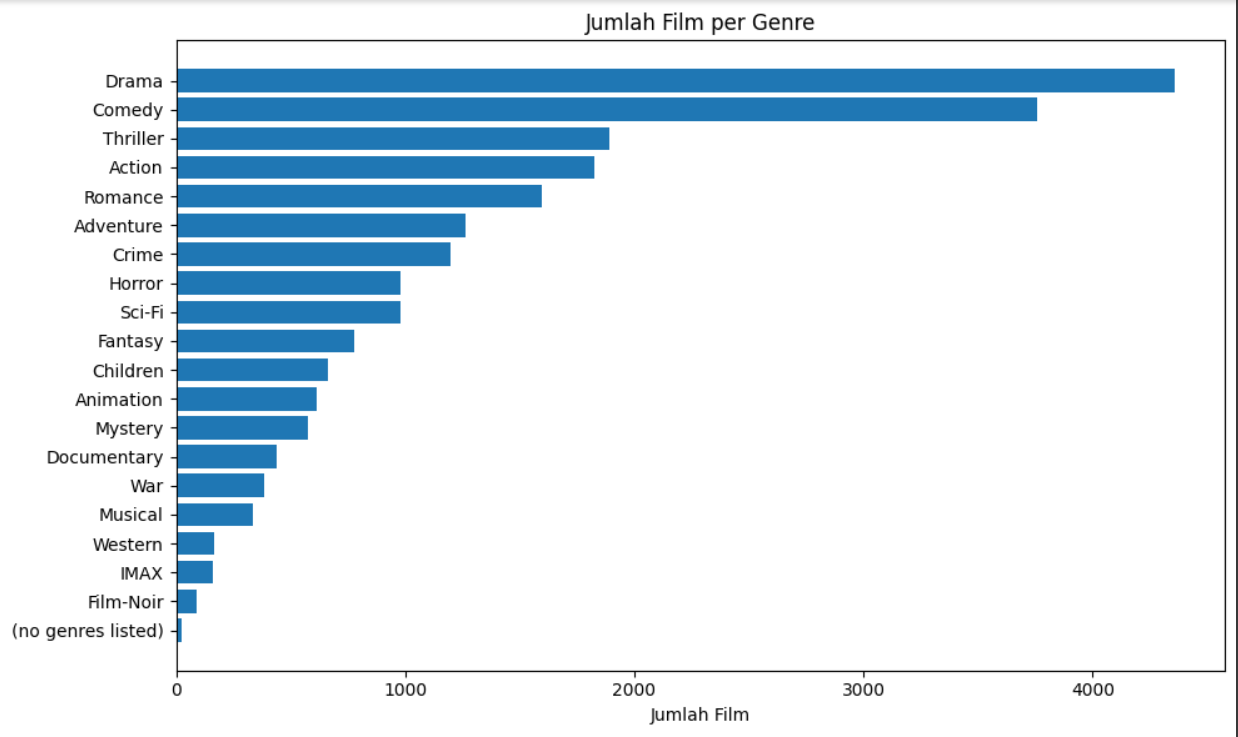 Jumlah Film per Genre
Drama
Comedy
Thriller
Action
Romance
Adventure
Crime
Horror
Sci-Fi
Fantasy
Children
Animation
Mystery
Documentary
War
Musical
Western
IMAX
Film-Noir
(no genres listed)
0 1000 2000 3000 4000
Jumlah Film